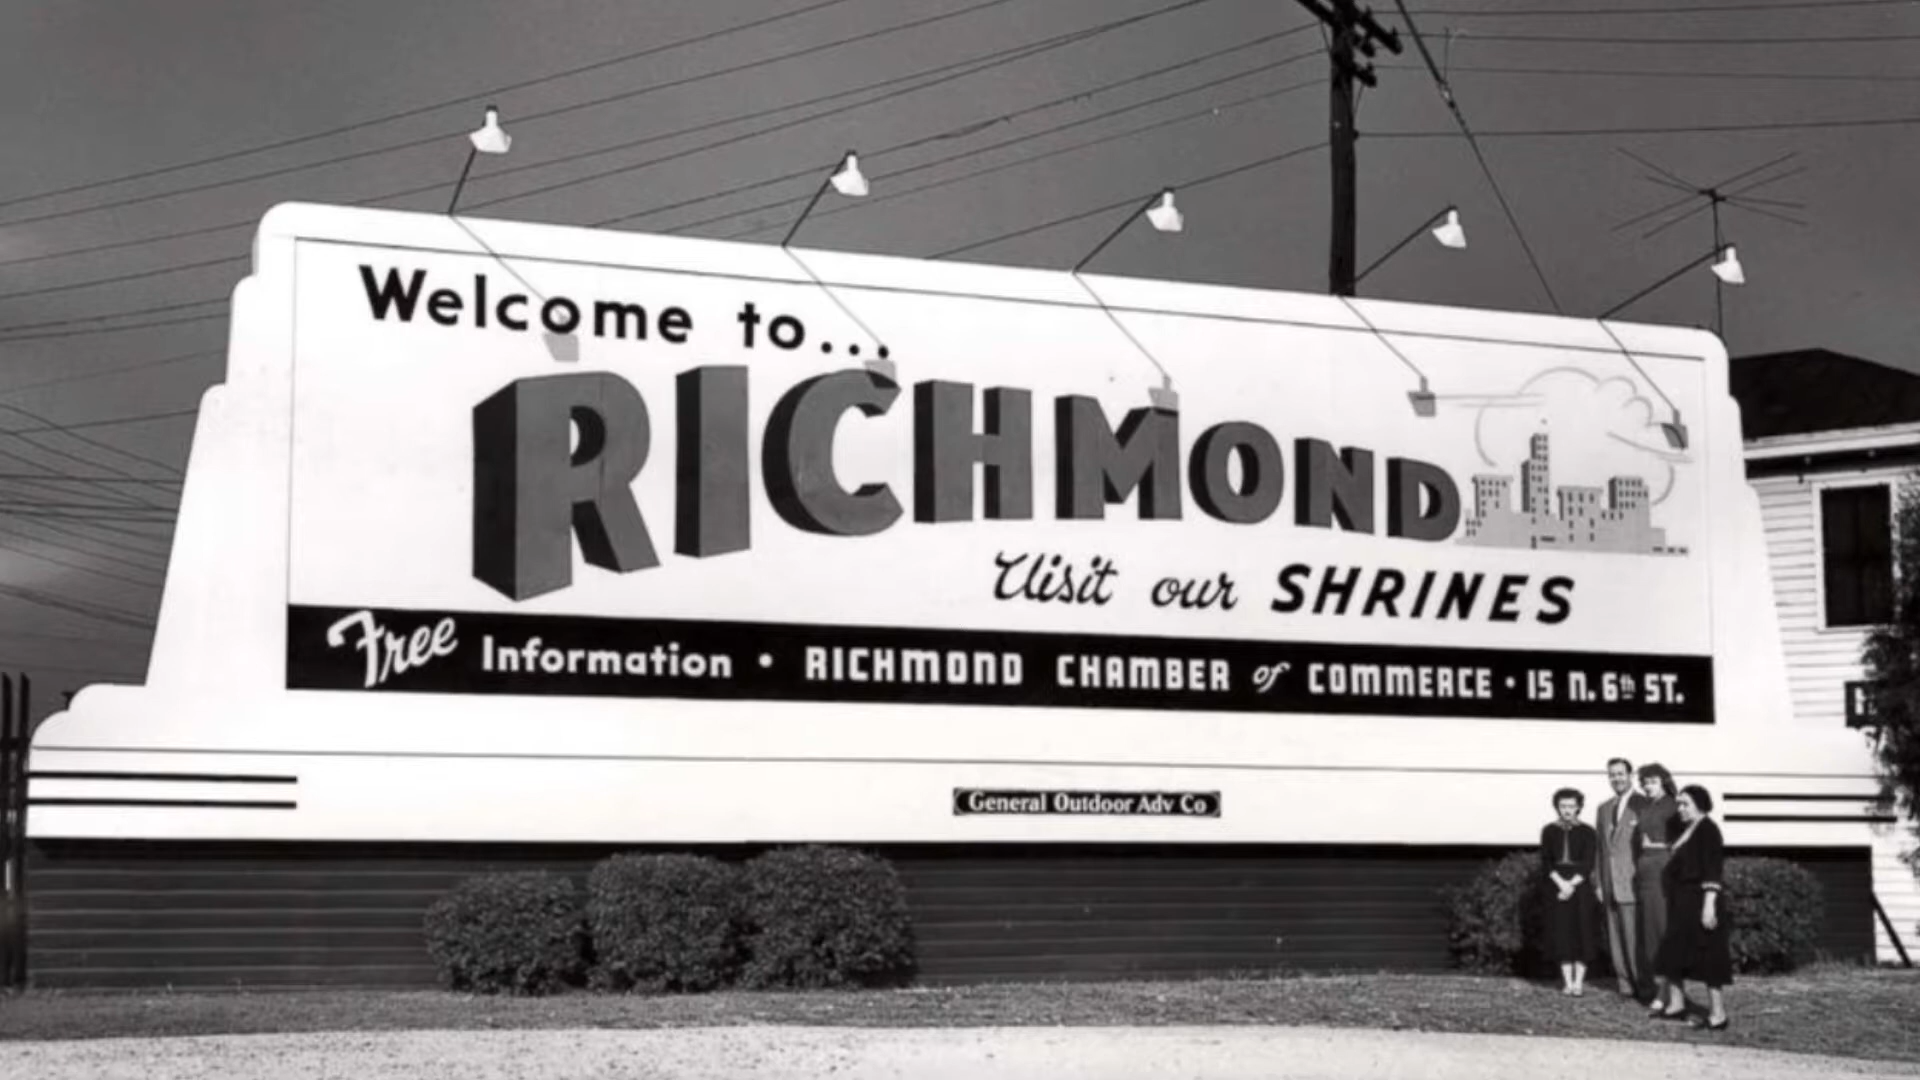 Welcome to...
RICHMOND
Visit our SHRINES
Free Information • RICHMOND CHAMBER of COMMERCE • 15 N. 6th ST.
General Outdoor Adv Co